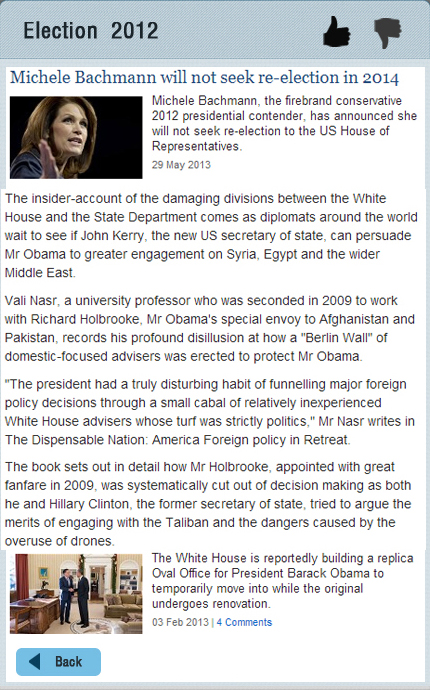 Election 2012
Michele Bachmann will not seek re-election in 2014
Michele Bachmann, the firebrand conservative
2012 presidential contender, has announced she
will not seek re-election to the US House of
Representatives.
29 May 2013
The insider-account of the damaging divisions between the White
House and the State Department comes as diplomats around the world
wait to see if John Kerry, the new US secretary of state, can persuade
Mr Obama to greater engagement on Syria, Egypt and the wider
Middle East.
Vali Nasr, a university professor who was seconded in 2009 to work
with Richard Holbrooke, Mr Obama's special envoy to Afghanistan and
Pakistan, records his profound disillusion at how a "Berlin Wall" of
domestic-focused advisers was erected to protect Mr Obama.
"The president had a truly disturbing habit of funnelling major foreign
policy decisions through a small cabal of relatively inexperienced
White House advisers whose turf was strictly politics," Mr Nasr writes in
The Dispensable Nation: America Foreign policy in Retreat.
The book sets out in detail how Mr Holbrooke, appointed with great
fanfare in 2009, was systematically cut out of decision making as both
he and Hillary Clinton, the former secretary of state, tried to argue the
merits of engaging with the Taliban and the dangers caused by the
overuse of drones.
The White House is reportedly building a replica
Oval Office for President Barack Obama to
temporarily move into while the original
undergoes renovation.
03 Feb 2013 | 4 Comments
Back